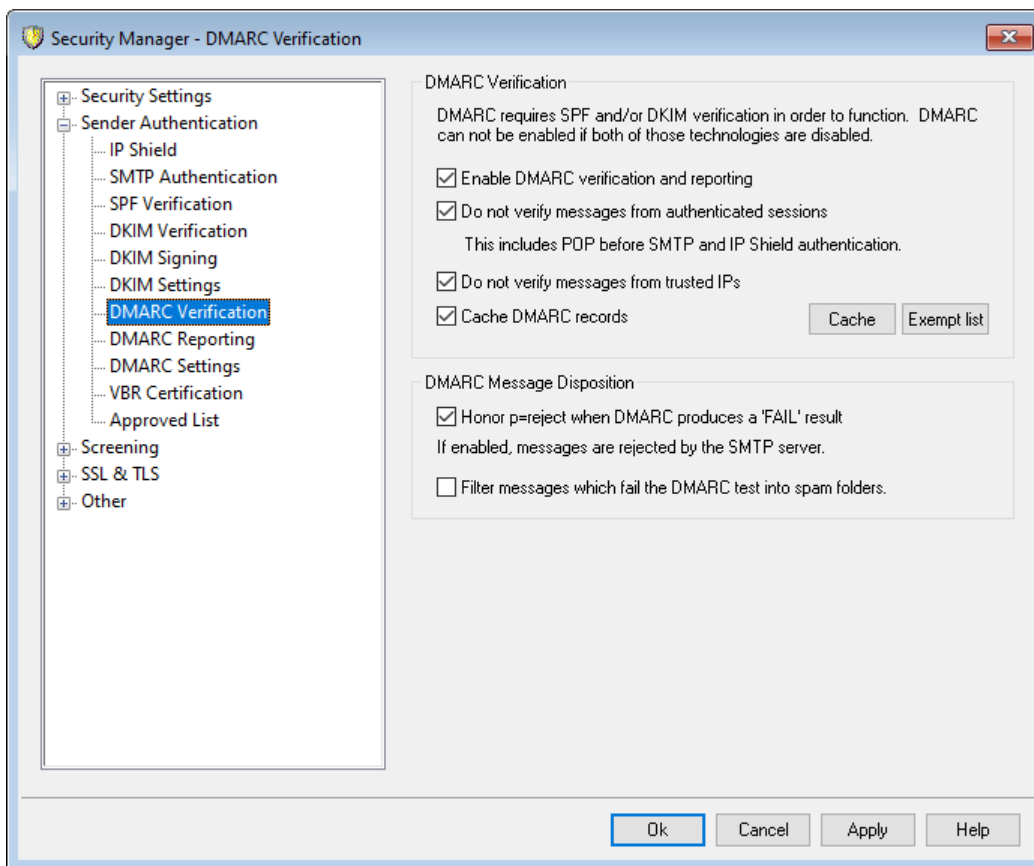 Security Manager - DMARC Verification
Security Settings
Sender Authentication
IP Shield
SMTP Authentication
SPF Verification
DKIM Verification
DKIM Signing
DKIM Settings
DMARC Verification
DMARC Reporting
DMARC Settings
VBR Certification
Approved List
Screening
SSL & TLS
Other
DMARC Verification
DMARC requires SPF and/or DKIM verification in order to function. DMARC
can not be enabled if both of those technologies are disabled.
Enable DMARC verification and reporting
Do not verify messages from authenticated sessions
This includes POP before SMTP and IP Shield authentication.
Do not verify messages from trusted IPs
Cache DMARC records
Cache
Exempt list
DMARC Message Disposition
Honor p=reject when DMARC produces a 'FAIL' result
If enabled, messages are rejected by the SMTP server.
Filter messages which fail the DMARC test into spam folders.
Ok
Cancel
Apply
Help